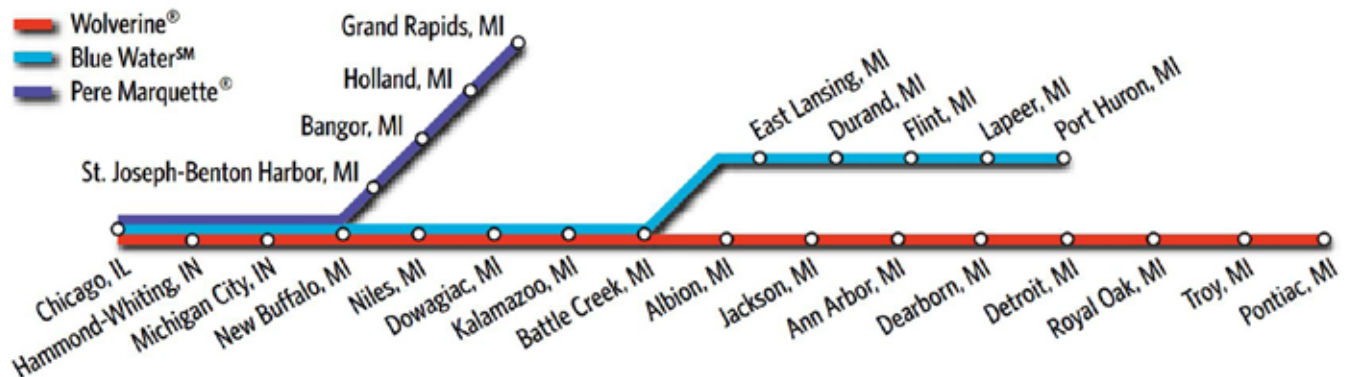 Wolverine®
Blue Water℠
Pere Marquette®
Grand Rapids, MI
Holland, MI
Bangor, MI
St. Joseph-Benton Harbor, MI
East Lansing, MI
Durand, MI
Flint, MI
Lapeer, MI
Port Huron, MI
Chicago, IL
Hammond-Whiting, IN
Michigan City, IN
New Buffalo, MI
Niles, MI
Dowagiac, MI
Kalamazoo, MI
Battle Creek, MI
Albion, MI
Jackson, MI
Ann Arbor, MI
Dearborn, MI
Detroit, MI
Royal Oak, MI
Troy, MI
Pontiac, MI